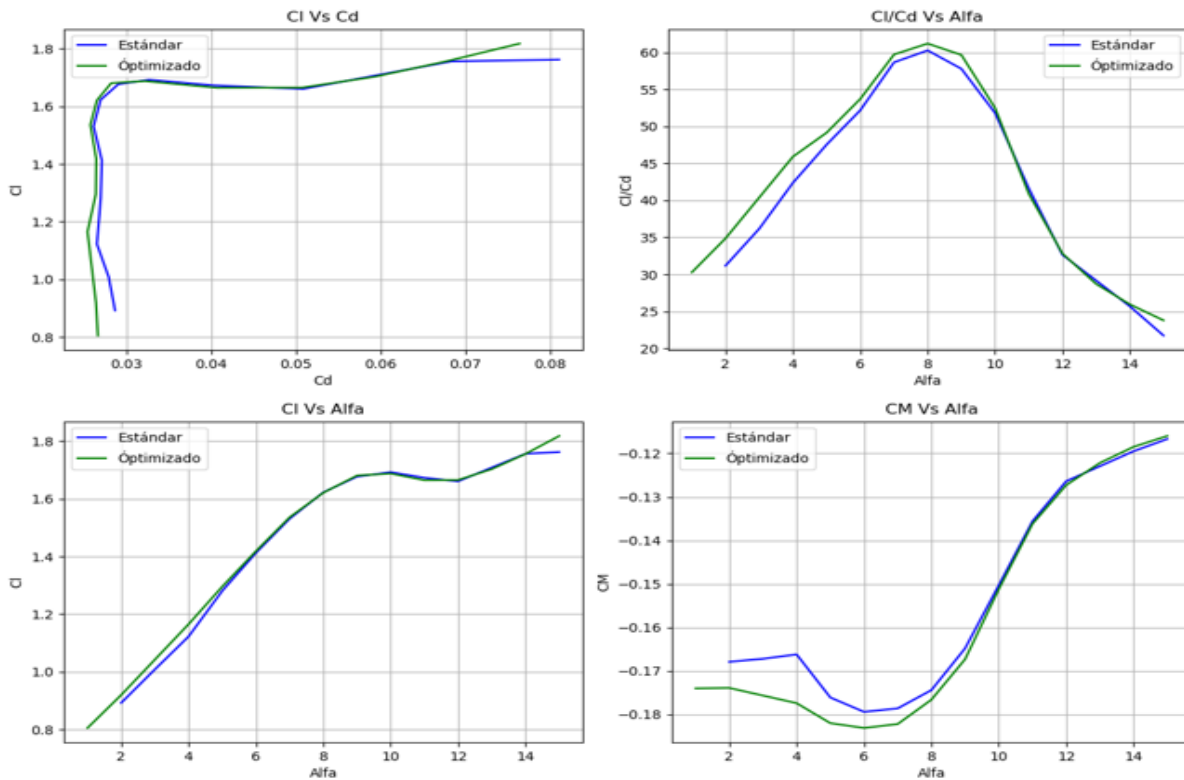 Cl Vs Cd
Estándar
Óptimizado
1.8
1.6
1.4
1.2
1.0
0.8
Cl
0.03 0.04 0.05 0.06 0.07 0.08
Cd
Cl/Cd Vs Alfa
Estándar
Óptimizado
60
55
50
45
40
35
30
25
20
Cl/Cd
2 4 6 8 10 12 14
Alfa
Cl Vs Alfa
Estándar
Óptimizado
1.8
1.6
1.4
1.2
1.0
0.8
Cl
2 4 6 8 10 12 14
Alfa
CM Vs Alfa
Estándar
Óptimizado
−0.12
−0.13
−0.14
−0.15
−0.16
−0.17
−0.18
CM
2 4 6 8 10 12 14
Alfa